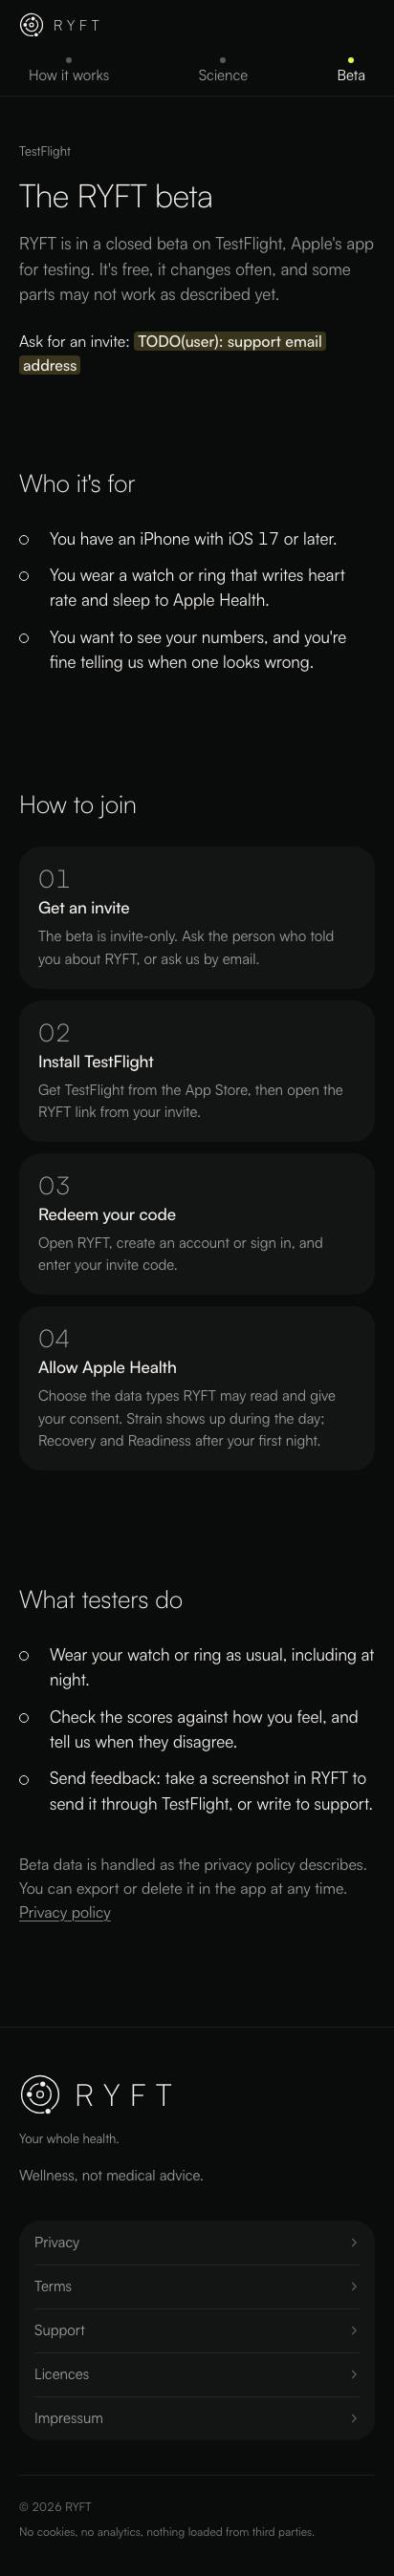 RYFT
How it works
Science
Beta
TestFlight
The RYFT beta
RYFT is in a closed beta on TestFlight, Apple's app
for testing. It's free, it changes often, and some
parts may not work as described yet.
Ask for an invite: TODO(user): support email
address
Who it's for
You have an iPhone with iOS 17 or later.
You wear a watch or ring that writes heart
rate and sleep to Apple Health.
You want to see your numbers, and you're
fine telling us when one looks wrong.
How to join
01
Get an invite
The beta is invite-only. Ask the person who told
you about RYFT, or ask us by email.
02
Install TestFlight
Get TestFlight from the App Store, then open the
RYFT link from your invite.
03
Redeem your code
Open RYFT, create an account or sign in, and
enter your invite code.
04
Allow Apple Health
Choose the data types RYFT may read and give
your consent. Strain shows up during the day;
Recovery and Readiness after your first night.
What testers do
Wear your watch or ring as usual, including at
night.
Check the scores against how you feel, and
tell us when they disagree.
Send feedback: take a screenshot in RYFT to
send it through TestFlight, or write to support.
Beta data is handled as the privacy policy describes.
You can export or delete it in the app at any time.
Privacy policy
RYFT
Your whole health.
Wellness, not medical advice.
Privacy
Terms
Support
Licences
Impressum
© 2026 RYFT
No cookies, no analytics, nothing loaded from third parties.